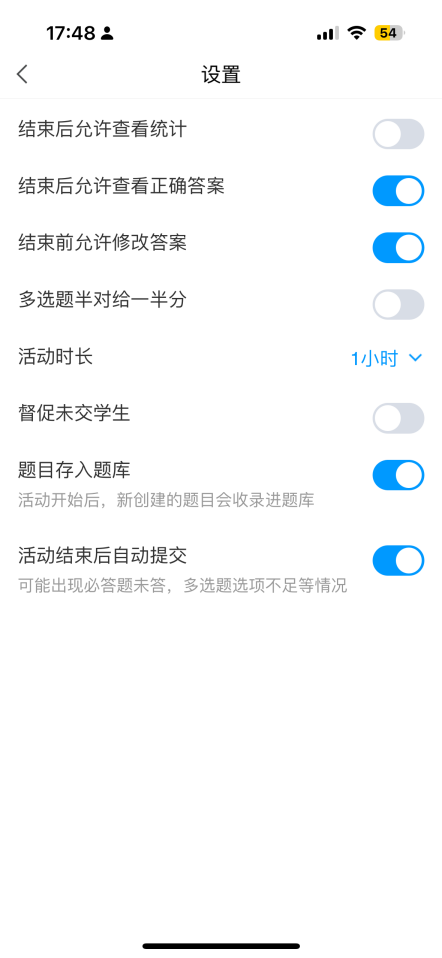 17:48
54
设置
结束后允许查看统计
结束后允许查看正确答案
结束前允许修改答案
多选题半对给一半分
活动时长
1小时
督促未交学生
题目存入题库
活动开始后，新创建的题目会收录进题库
活动结束后自动提交
可能出现必答题未答，多选题选项不足等情况